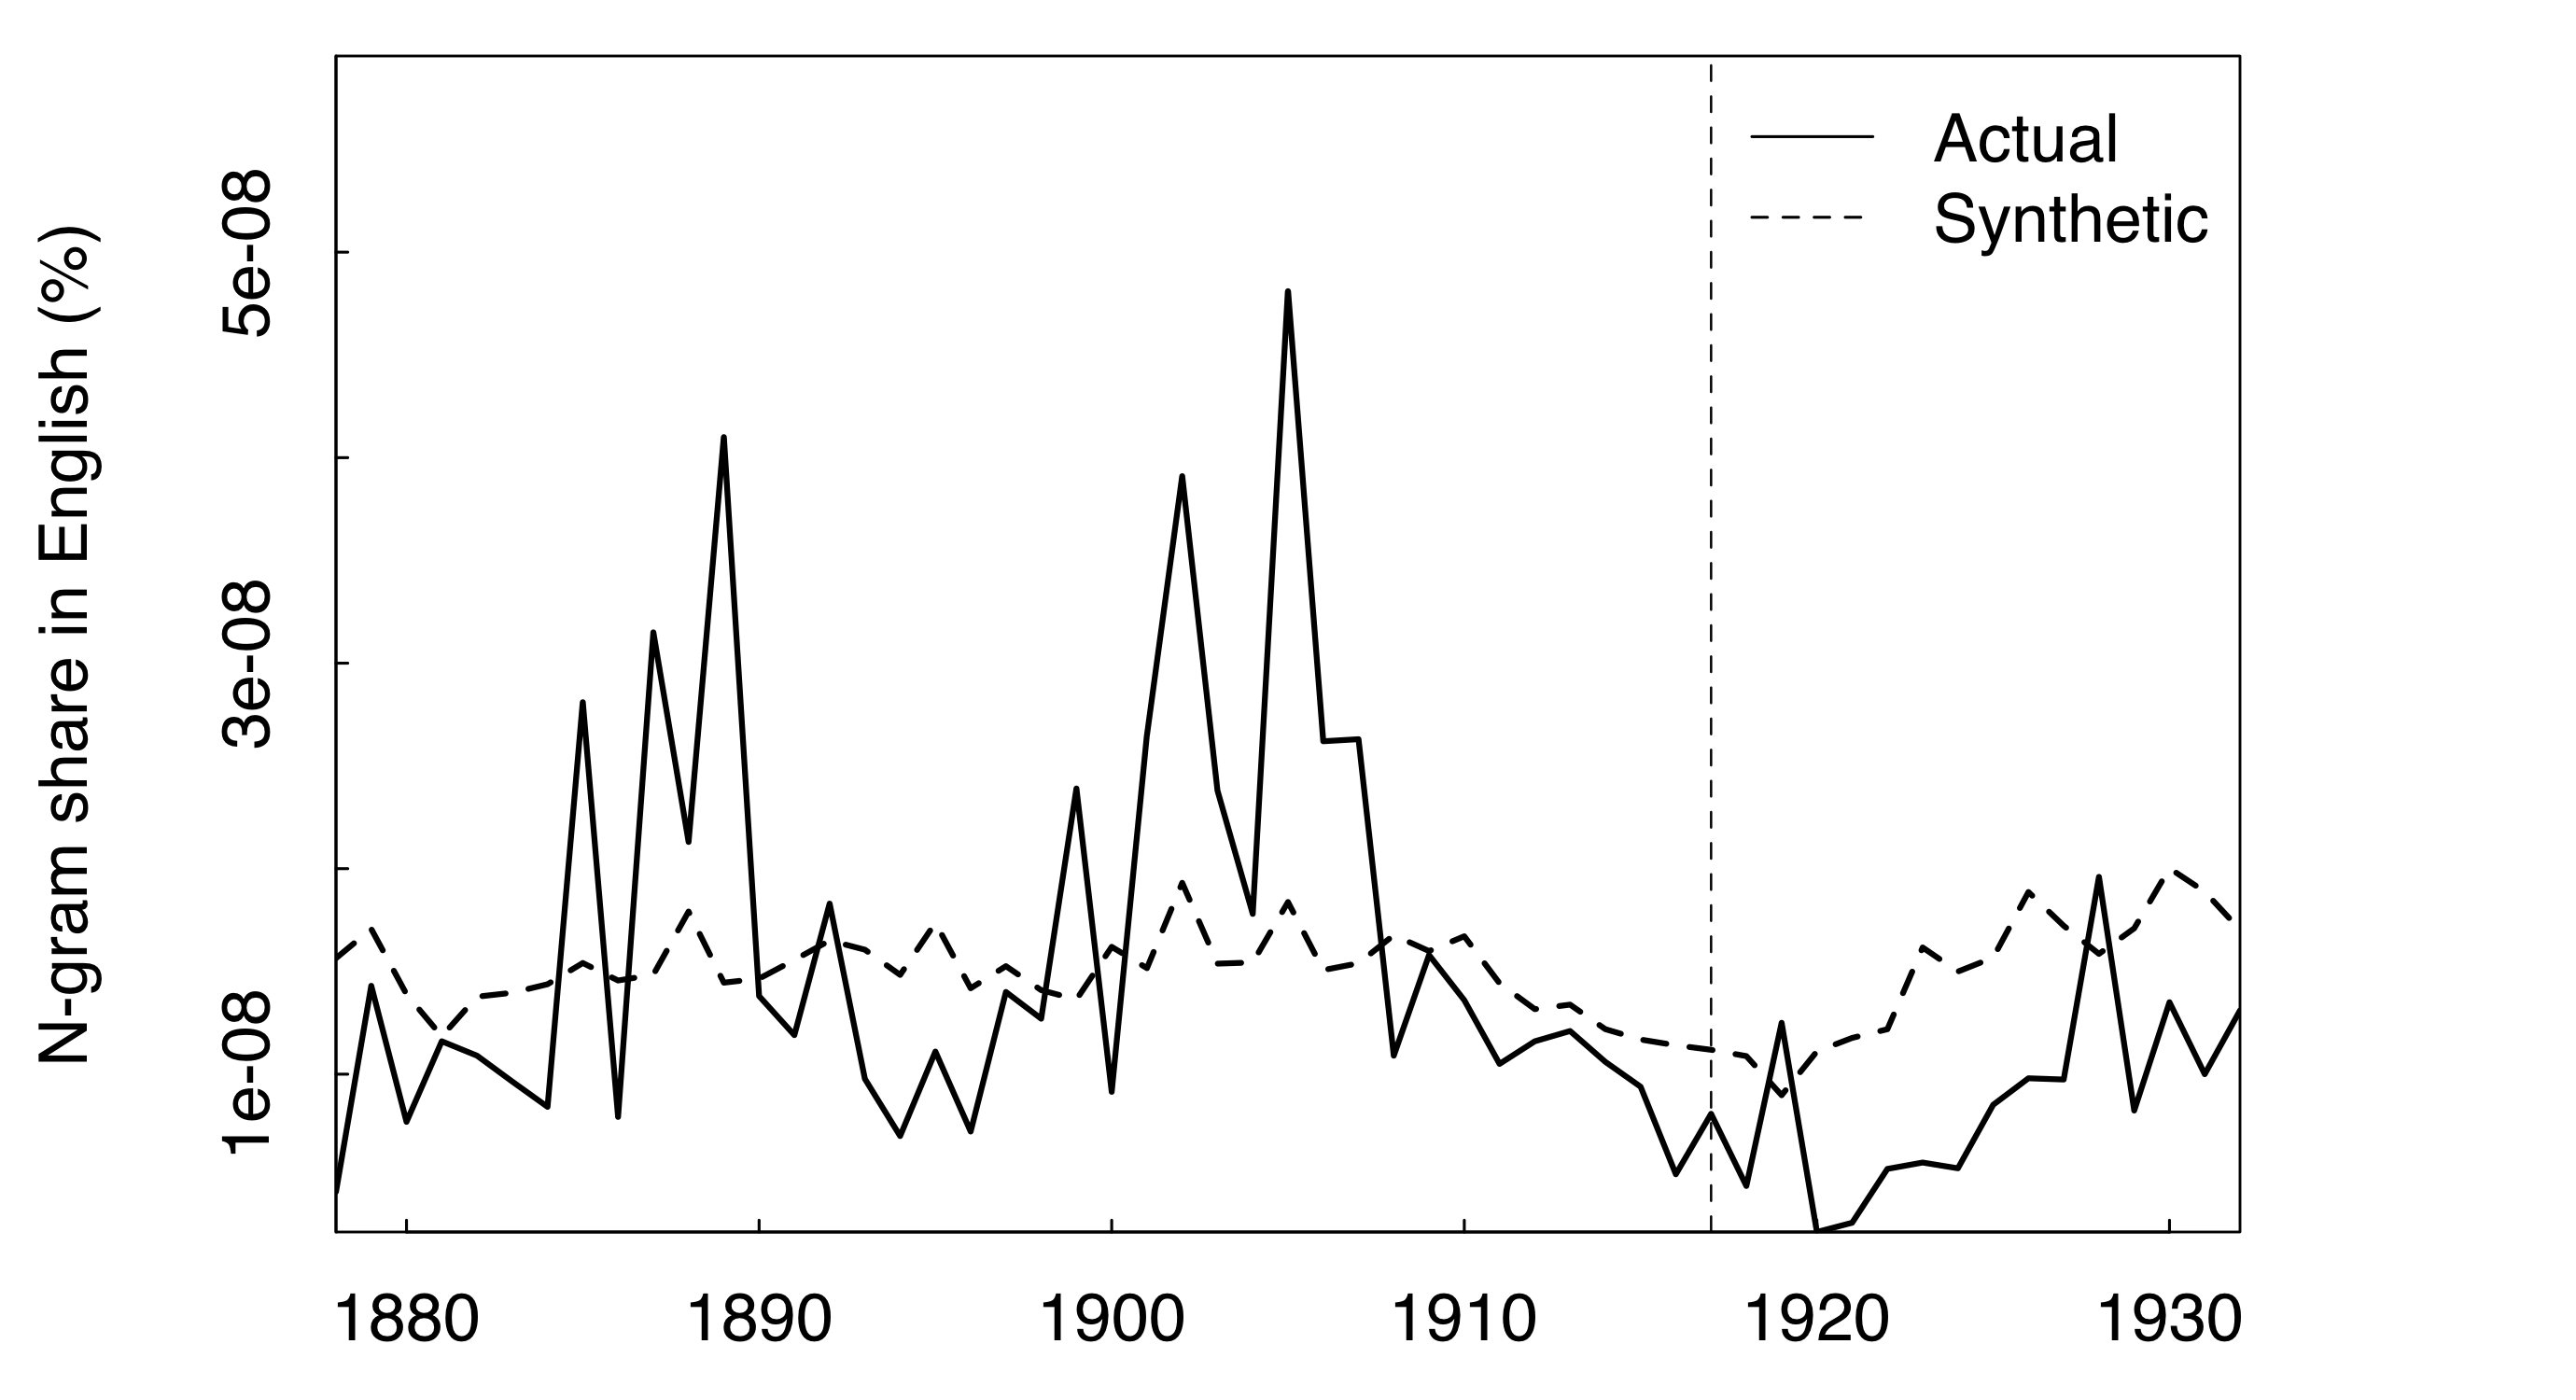 N-gram share in English (%)
5e-08
3e-08
1e-08
Actual
Synthetic
1880 1890 1900 1910 1920 1930